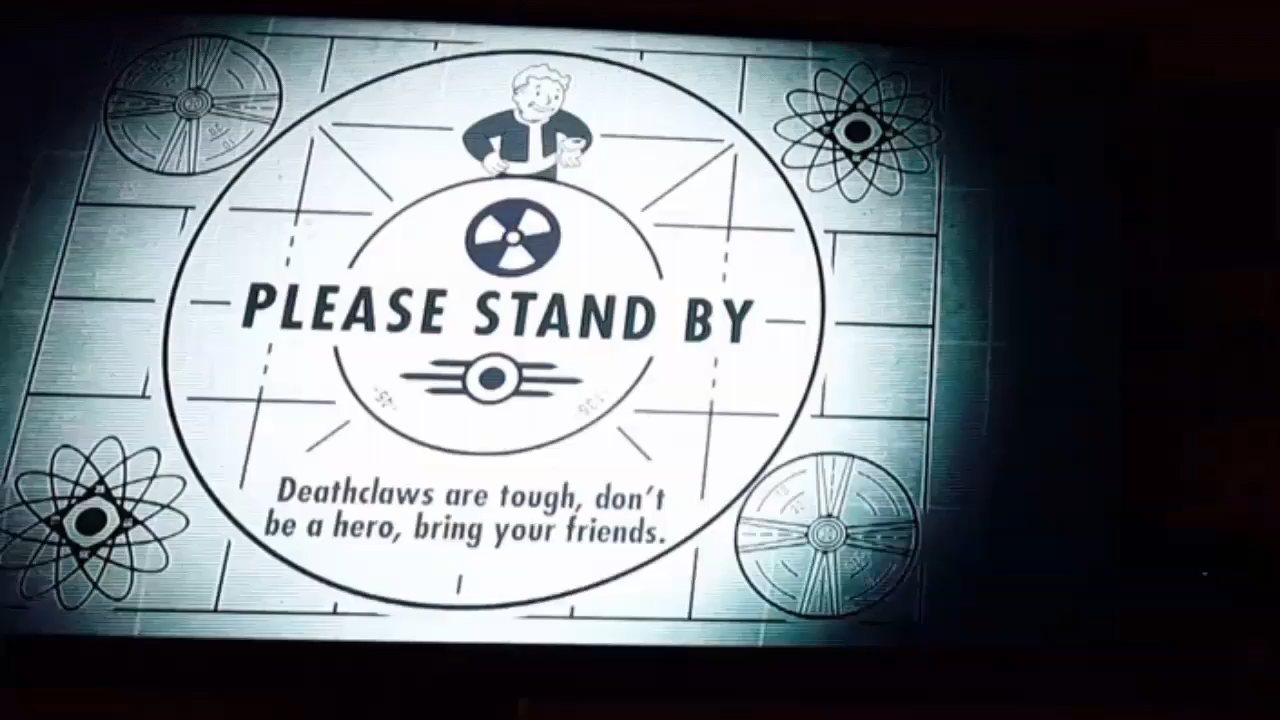 PLEASE STAND BY
Deathclaws are tough, don't
be a hero, bring your friends.